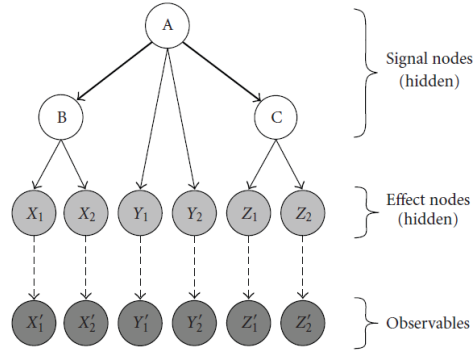 A
Signal nodes
(hidden)
B
C
X₁ X₂ Y₁ Y₂ Z₁ Z₂
Effect nodes
(hidden)
X′₁ X′₂ Y′₁ Y′₂ Z′₁ Z′₂
Observables